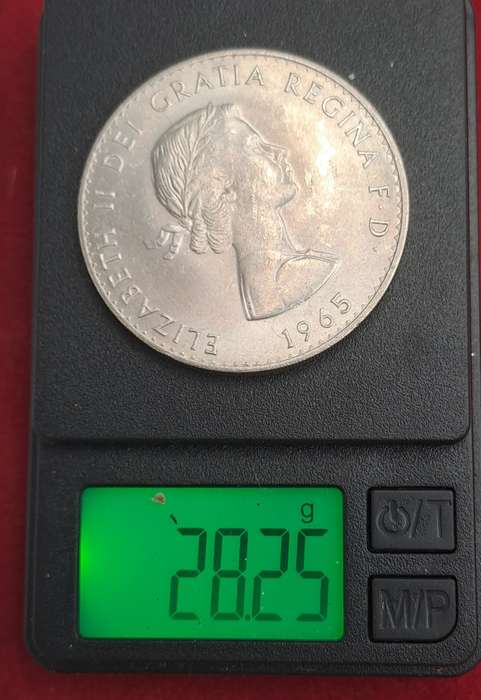 ELIZABETH II DEI GRATIA REGINA F.D.
1965
g
28.25
⏻/T
M/P